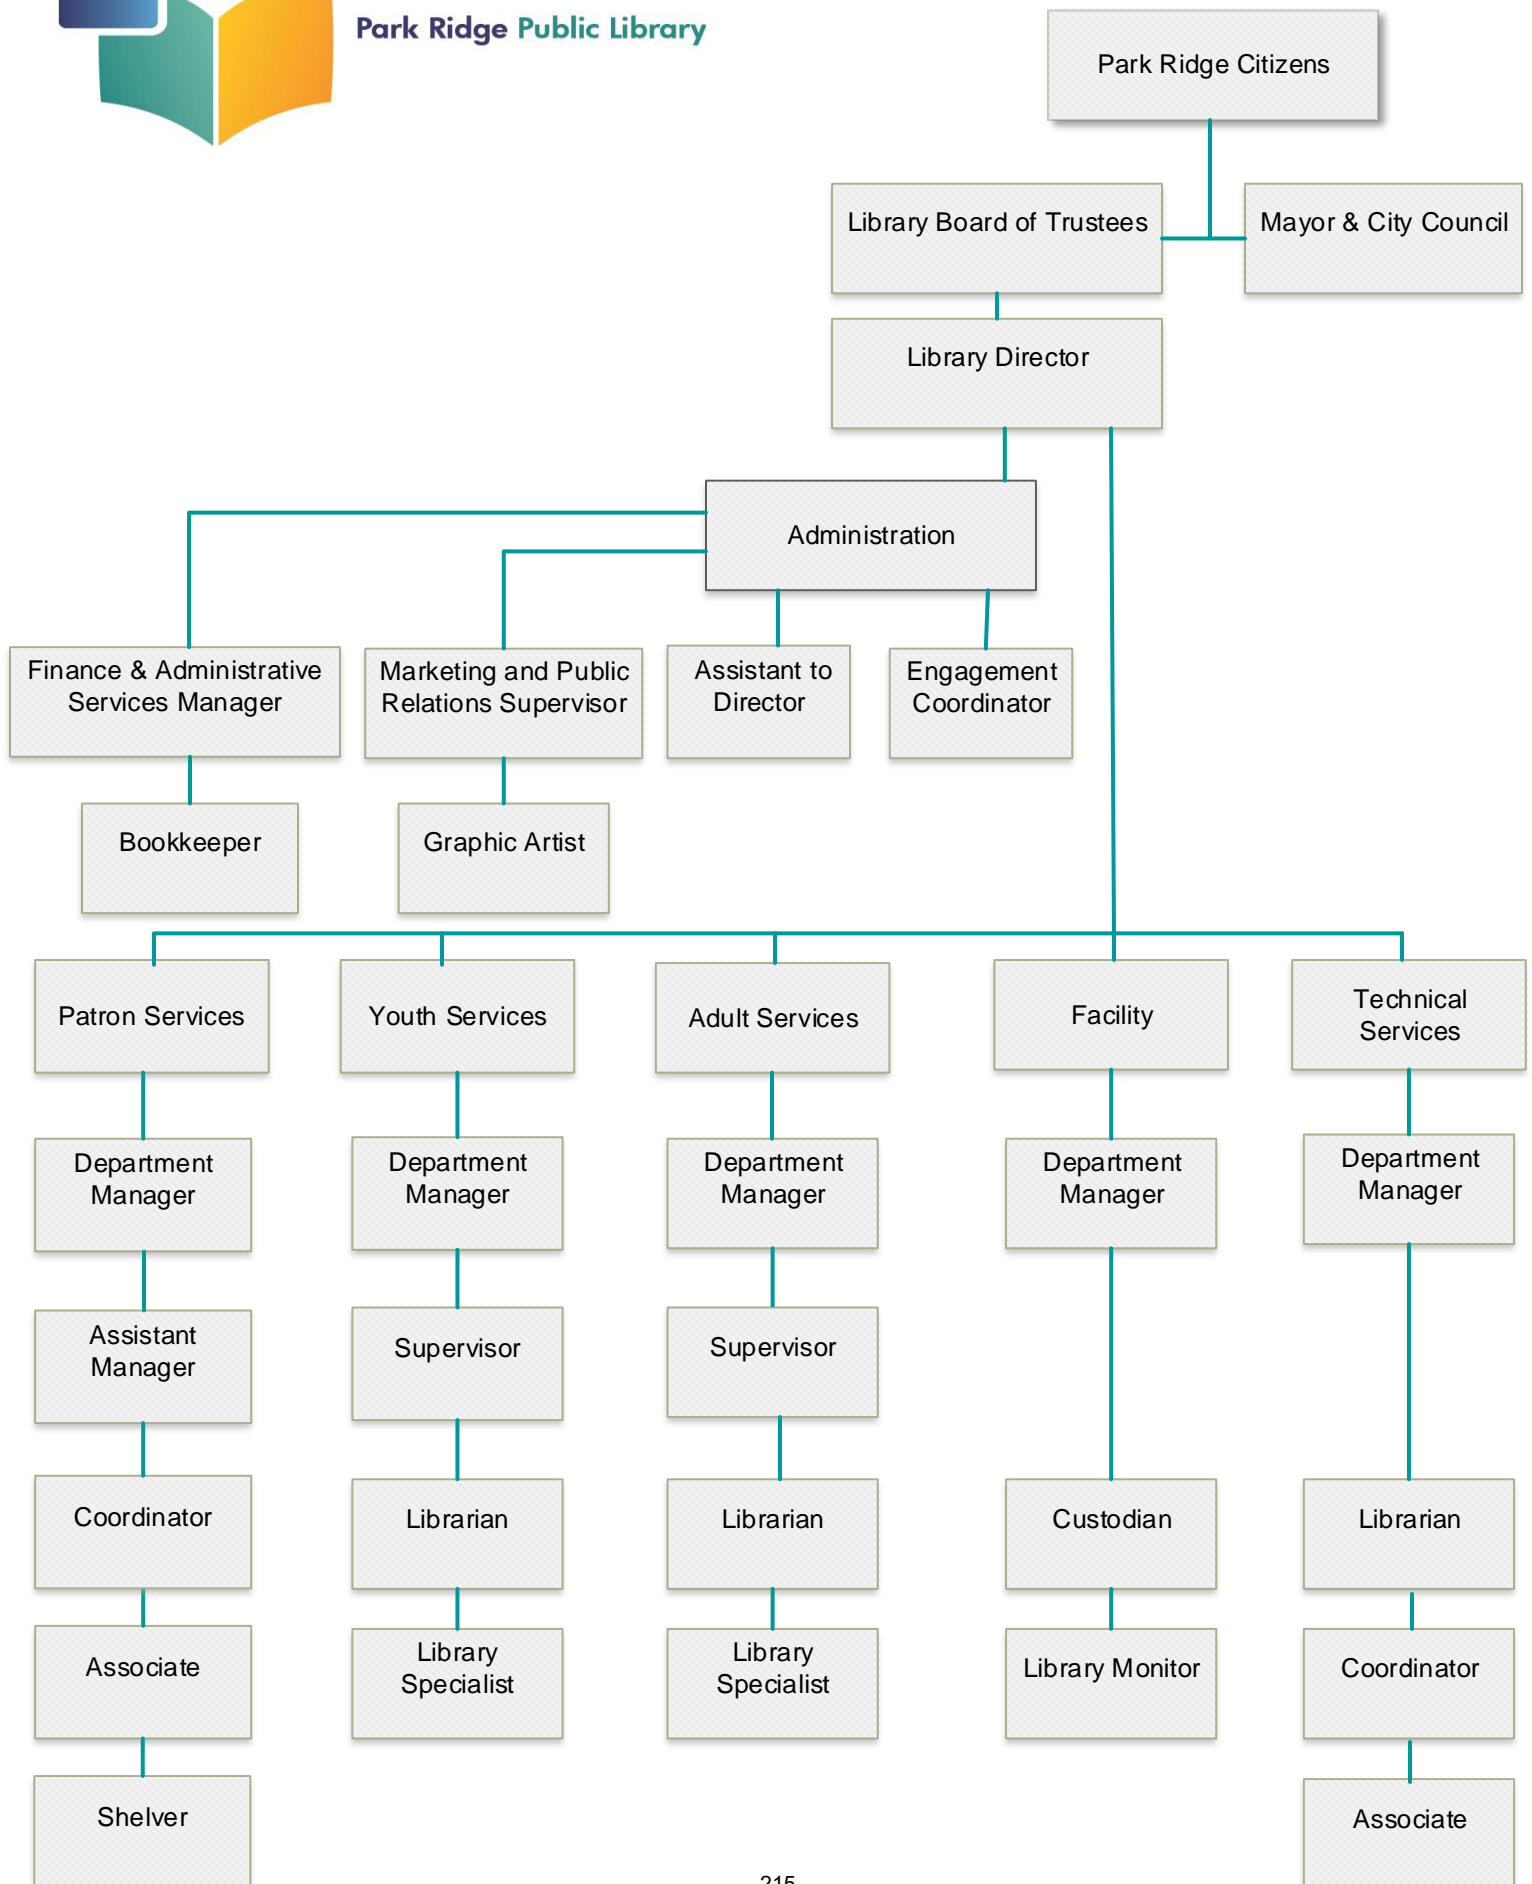 Park Ridge Public Library
Park Ridge Citizens
Library Board of Trustees
Mayor & City Council
Library Director
Administration
Finance & Administrative
Services Manager
Marketing and Public
Relations Supervisor
Assistant to
Director
Engagement
Coordinator
Bookkeeper
Graphic Artist
Patron Services
Youth Services
Adult Services
Facility
Technical
Services
Department
Manager
Department
Manager
Department
Manager
Department
Manager
Department
Manager
Assistant
Manager
Supervisor
Supervisor
Coordinator
Librarian
Librarian
Custodian
Librarian
Associate
Library
Specialist
Library
Specialist
Library Monitor
Coordinator
Shelver
Associate
215